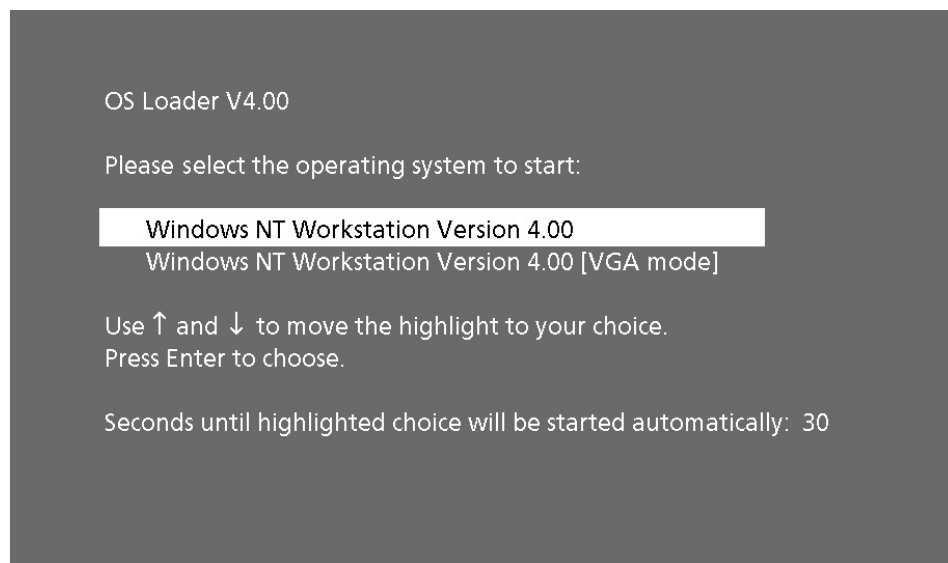 OS Loader V4.00
Please select the operating system to start:
Windows NT Workstation Version 4.00
Windows NT Workstation Version 4.00 [VGA mode]
Use ↑ and ↓ to move the highlight to your choice.
Press Enter to choose.
Seconds until highlighted choice will be started automatically: 30